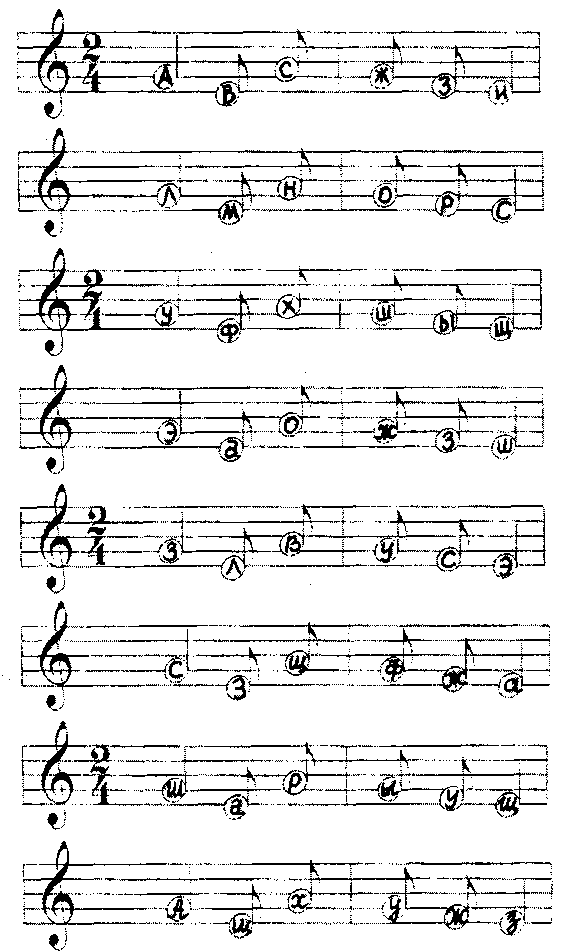 2/4 А В С Ж З И
Л М Н О Р С
2/4 У Ф Х Ш Ы Щ
Э д О Ж З Ш
2/4 З Л В У С Э
С З Щ Ф Ж а
2/4 Ш а Р Ы У Щ
А Ш Х У Ж З